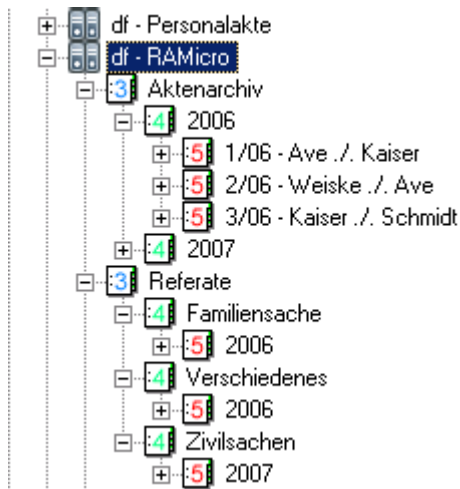 df - Personalakte
df - RAMicro
:3 Aktenarchiv
:4 2006
:5 1/06 - Ave ./. Kaiser
:5 2/06 - Weiske ./. Ave
:5 3/06 - Kaiser ./. Schmidt
:4 2007
:3 Referate
:4 Familiensache
:5 2006
:4 Verschiedenes
:5 2006
:4 Zivilsachen
:5 2007